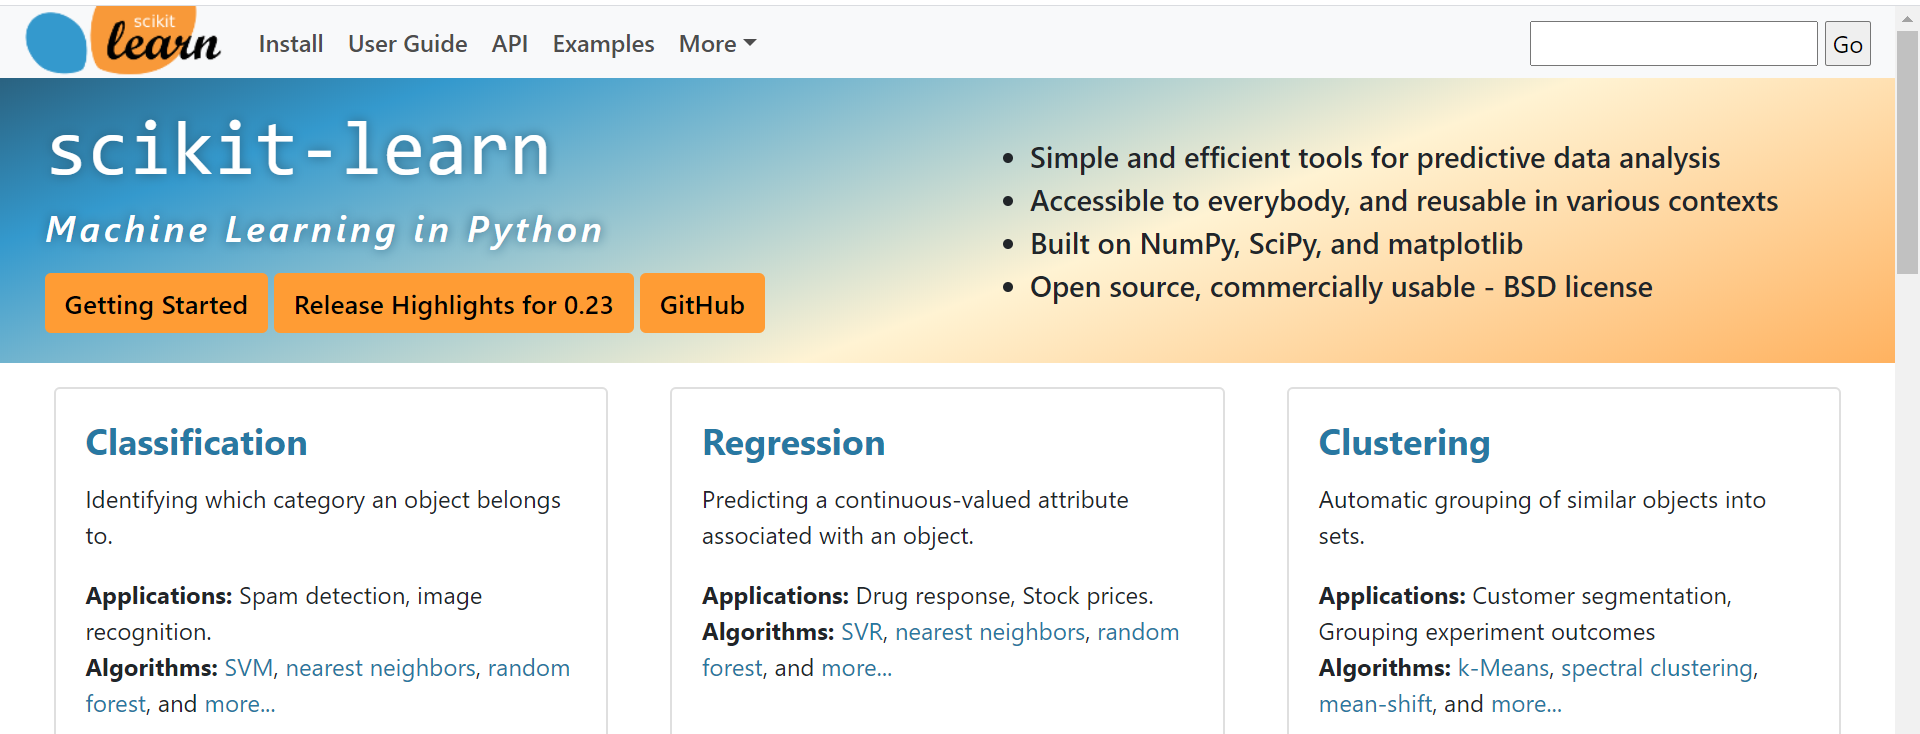 scikit
learn
Install User Guide API Examples More
Go
scikit-learn
Machine Learning in Python
Getting Started Release Highlights for 0.23 GitHub
• Simple and efficient tools for predictive data analysis
• Accessible to everybody, and reusable in various contexts
• Built on NumPy, SciPy, and matplotlib
• Open source, commercially usable - BSD license
Classification
Identifying which category an object belongs
to.
Applications: Spam detection, image
recognition.
Algorithms: SVM, nearest neighbors, random
forest, and more...
Regression
Predicting a continuous-valued attribute
associated with an object.
Applications: Drug response, Stock prices.
Algorithms: SVR, nearest neighbors, random
forest, and more...
Clustering
Automatic grouping of similar objects into
sets.
Applications: Customer segmentation,
Grouping experiment outcomes
Algorithms: k-Means, spectral clustering,
mean-shift, and more...